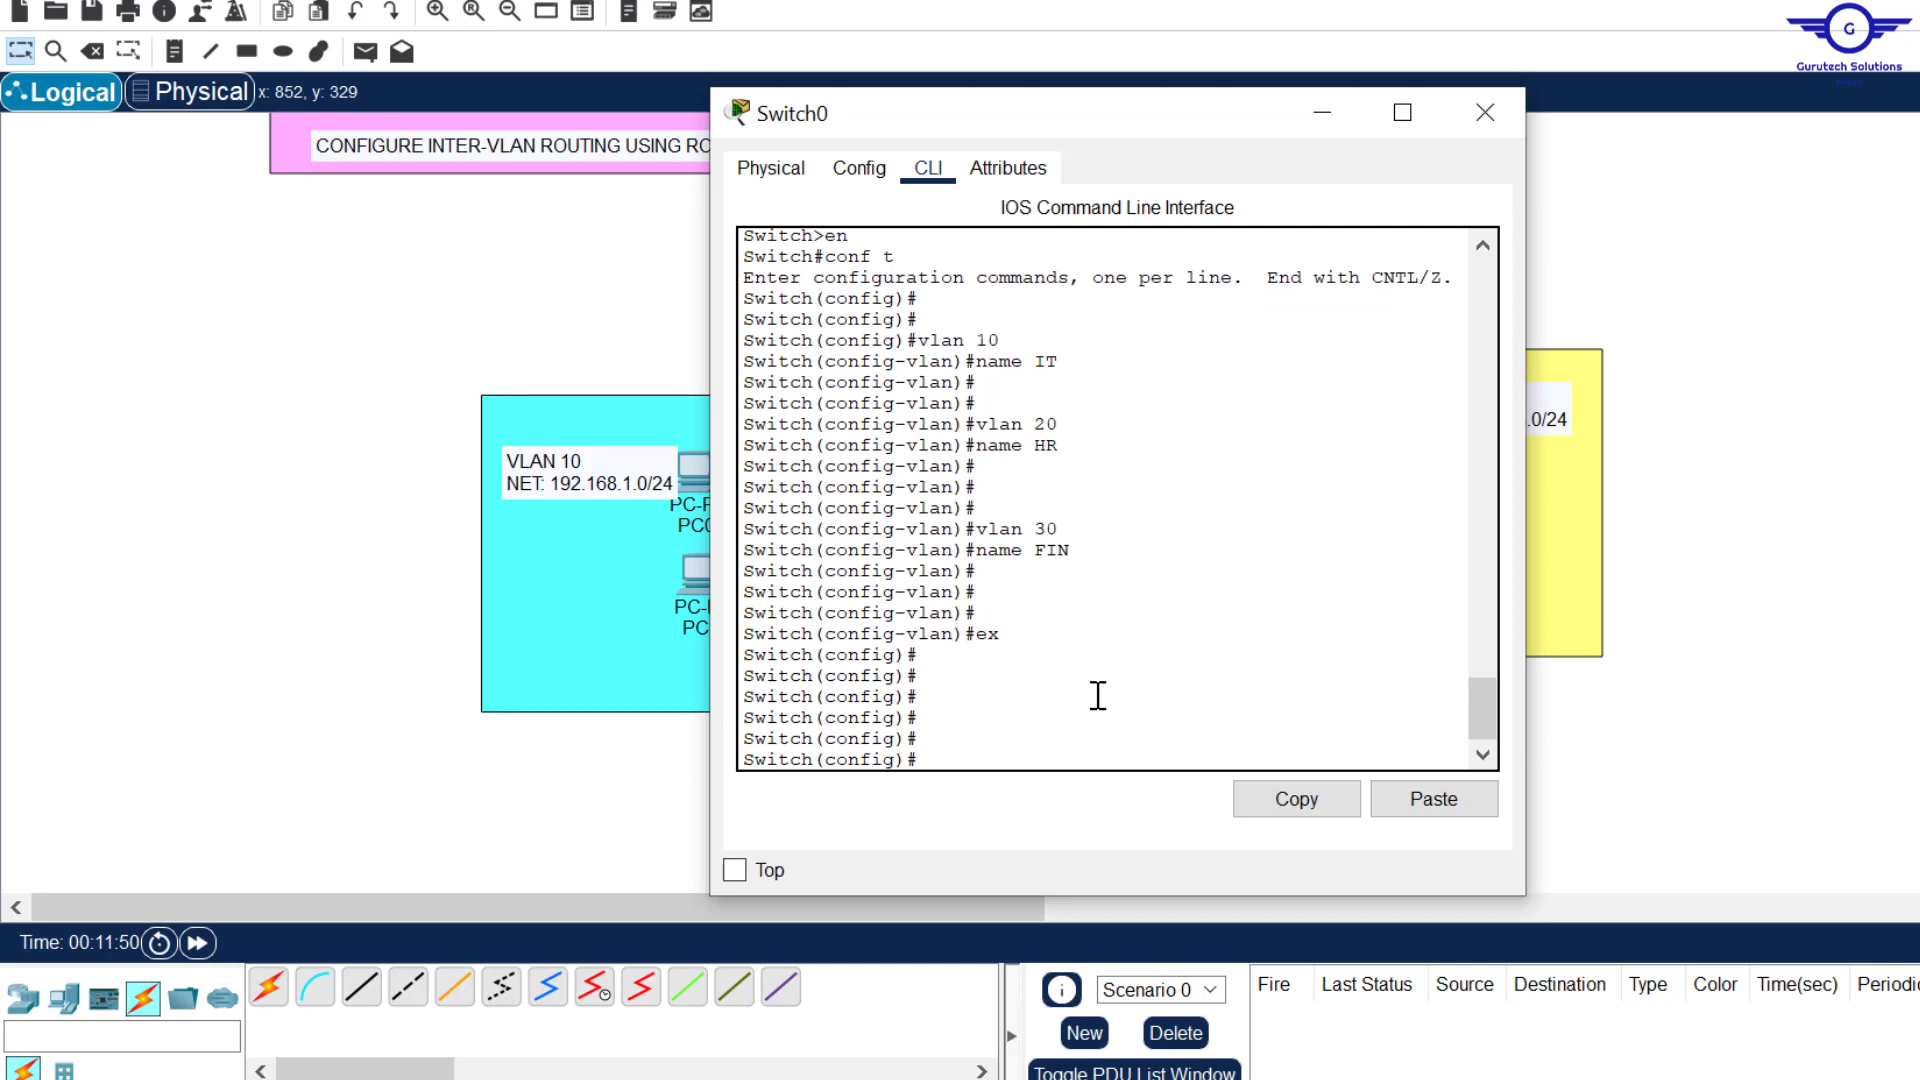 G
Gurutech Solutions
Logical
Physical
x: 852, y: 329
CONFIGURE INTER-VLAN ROUTING USING RO
VLAN 10
NET: 192.168.1.0/24
PC0
PC
.0/24
Switch0
Physical
Config
CLI
Attributes
IOS Command Line Interface
Switch>en
Switch#conf t
Enter configuration commands, one per line.  End with CNTL/Z.
Switch(config)#
Switch(config)#
Switch(config)#vlan 10
Switch(config-vlan)#name IT
Switch(config-vlan)#
Switch(config-vlan)#
Switch(config-vlan)#vlan 20
Switch(config-vlan)#name HR
Switch(config-vlan)#
Switch(config-vlan)#
Switch(config-vlan)#
Switch(config-vlan)#vlan 30
Switch(config-vlan)#name FIN
Switch(config-vlan)#
Switch(config-vlan)#
Switch(config-vlan)#
Switch(config-vlan)#ex
Switch(config)#
Switch(config)#
Switch(config)#
Switch(config)#
Switch(config)#
Switch(config)#
Copy
Paste
Top
Time: 00:11:50
Scenario 0
New
Delete
Toggle PDU List Window
Fire
Last Status
Source
Destination
Type
Color
Time(sec)
Periodic